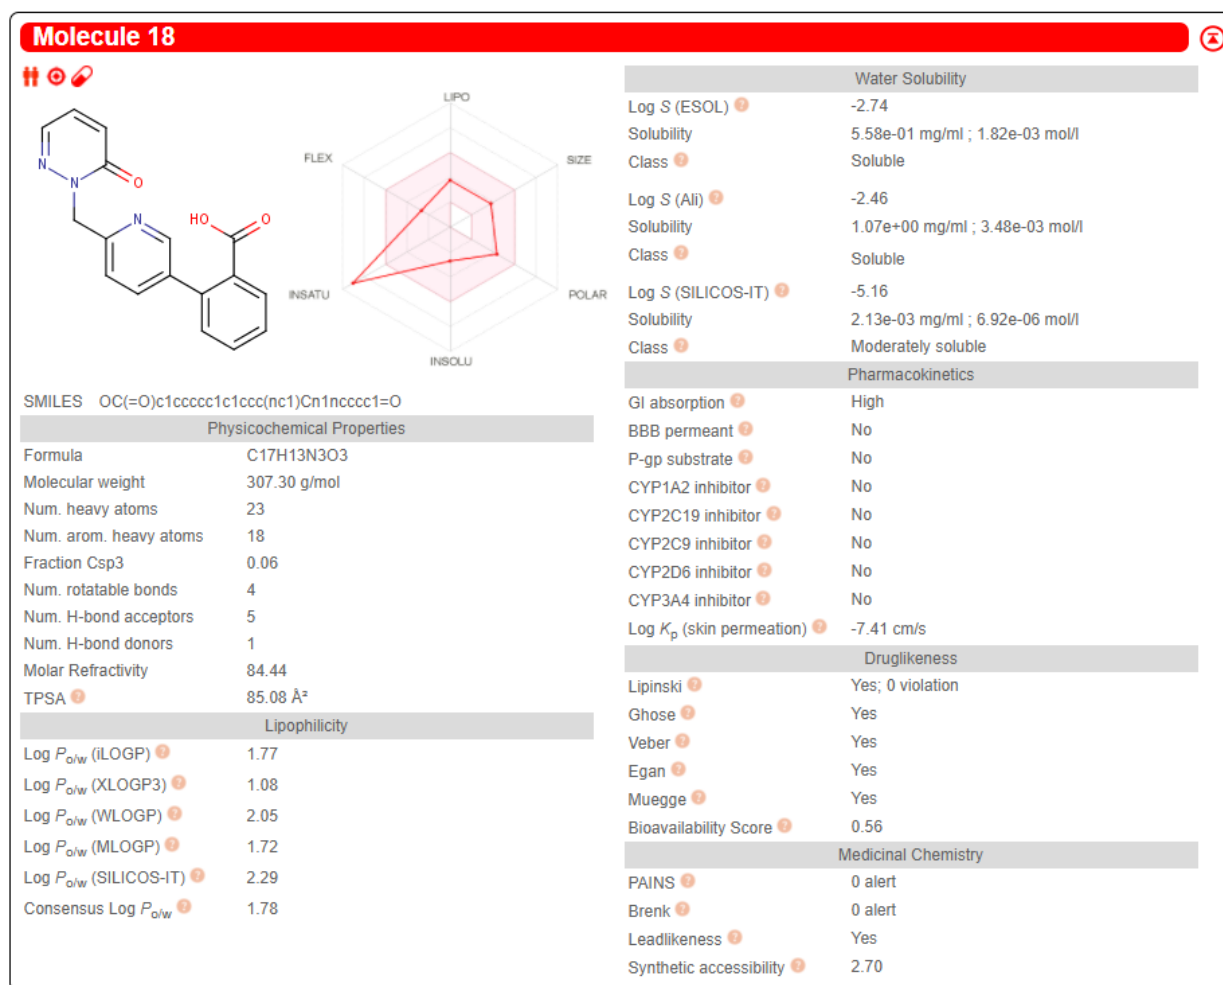 Molecule 18
HO
O
N
N
O
N
LIPO
SIZE
POLAR
INSOLU
INSATU
FLEX
SMILES OC(=O)c1ccccc1c1ccc(nc1)Cn1ncccc1=O
Physicochemical Properties
Formula C17H13N3O3
Molecular weight 307.30 g/mol
Num. heavy atoms 23
Num. arom. heavy atoms 18
Fraction Csp3 0.06
Num. rotatable bonds 4
Num. H-bond acceptors 5
Num. H-bond donors 1
Molar Refractivity 84.44
TPSA ? 85.08 Å²
Lipophilicity
Log Po/w (iLOGP) ? 1.77
Log Po/w (XLOGP3) ? 1.08
Log Po/w (WLOGP) ? 2.05
Log Po/w (MLOGP) ? 1.72
Log Po/w (SILICOS-IT) ? 2.29
Consensus Log Po/w ? 1.78
Water Solubility
Log S (ESOL) ? -2.74
Solubility 5.58e-01 mg/ml ; 1.82e-03 mol/l
Class ? Soluble
Log S (Ali) ? -2.46
Solubility 1.07e+00 mg/ml ; 3.48e-03 mol/l
Class ? Soluble
Log S (SILICOS-IT) ? -5.16
Solubility 2.13e-03 mg/ml ; 6.92e-06 mol/l
Class ? Moderately soluble
Pharmacokinetics
GI absorption ? High
BBB permeant ? No
P-gp substrate ? No
CYP1A2 inhibitor ? No
CYP2C19 inhibitor ? No
CYP2C9 inhibitor ? No
CYP2D6 inhibitor ? No
CYP3A4 inhibitor ? No
Log Kp (skin permeation) ? -7.41 cm/s
Druglikeness
Lipinski ? Yes; 0 violation
Ghose ? Yes
Veber ? Yes
Egan ? Yes
Muegge ? Yes
Bioavailability Score ? 0.56
Medicinal Chemistry
PAINS ? 0 alert
Brenk ? 0 alert
Leadlikeness ? Yes
Synthetic accessibility ? 2.70